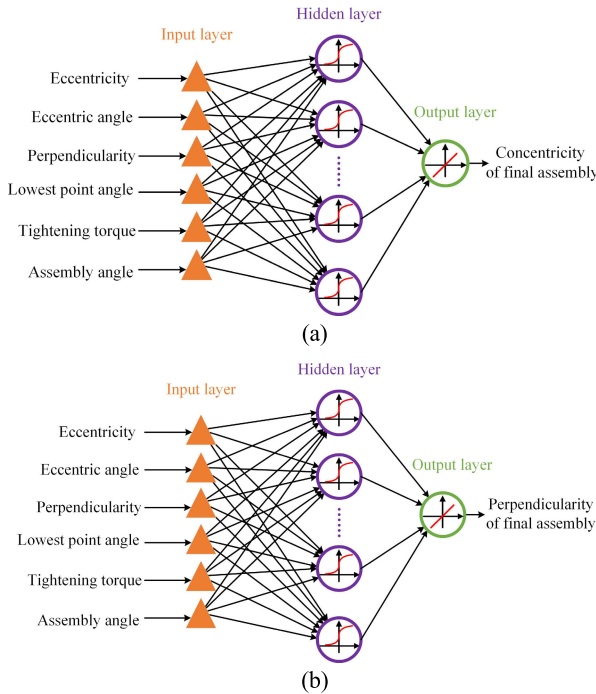 Hidden layer
Input layer
Eccentricity
Eccentric angle
Perpendicularity
Lowest point angle
Tightening torque
Assembly angle
Output layer
Concentricity
of final assembly
(a)
Hidden layer
Input layer
Eccentricity
Eccentric angle
Perpendicularity
Lowest point angle
Tightening torque
Assembly angle
Output layer
Perpendicularity
of final assembly
(b)